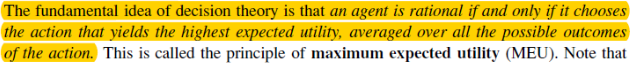 The fundamental idea of decision theory is that an agent is rational if and only if it chooses
the action that yields the highest expected utility, averaged over all the possible outcomes
of the action. This is called the principle of maximum expected utility (MEU). Note that